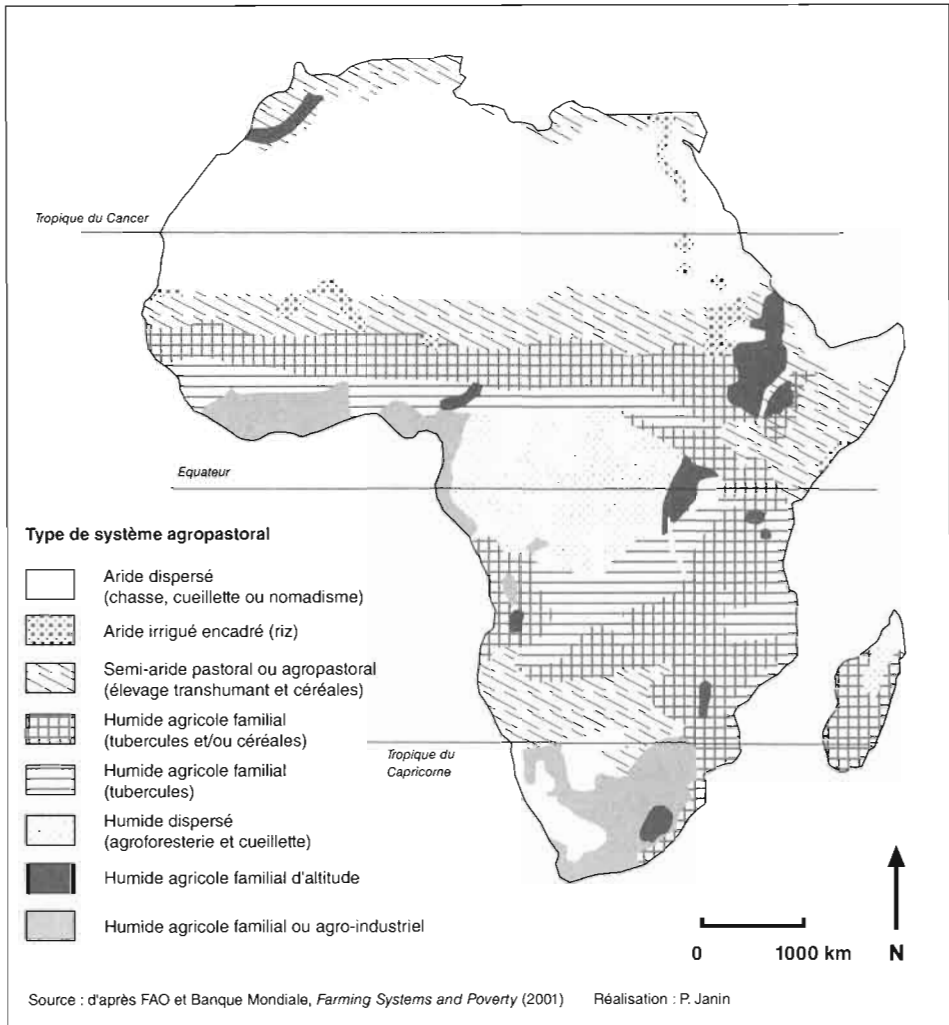 Tropique du Cancer
Equateur
Tropique du
Capricorne
Type de système agropastoral
Aride dispersé
(chasse, cueillette ou nomadisme)
Aride irrigué encadré (riz)
Semi-aride pastoral ou agropastoral
(élevage transhumant et céréales)
Humide agricole familial
(tubercules et/ou céréales)
Humide agricole familial
(tubercules)
Humide dispersé
(agroforesterie et cueillette)
Humide agricole familial d'altitude
Humide agricole familial ou agro-industriel
0 1000 km N
Source : d'après FAO et Banque Mondiale, Farming Systems and Poverty (2001) Réalisation : P. Janin